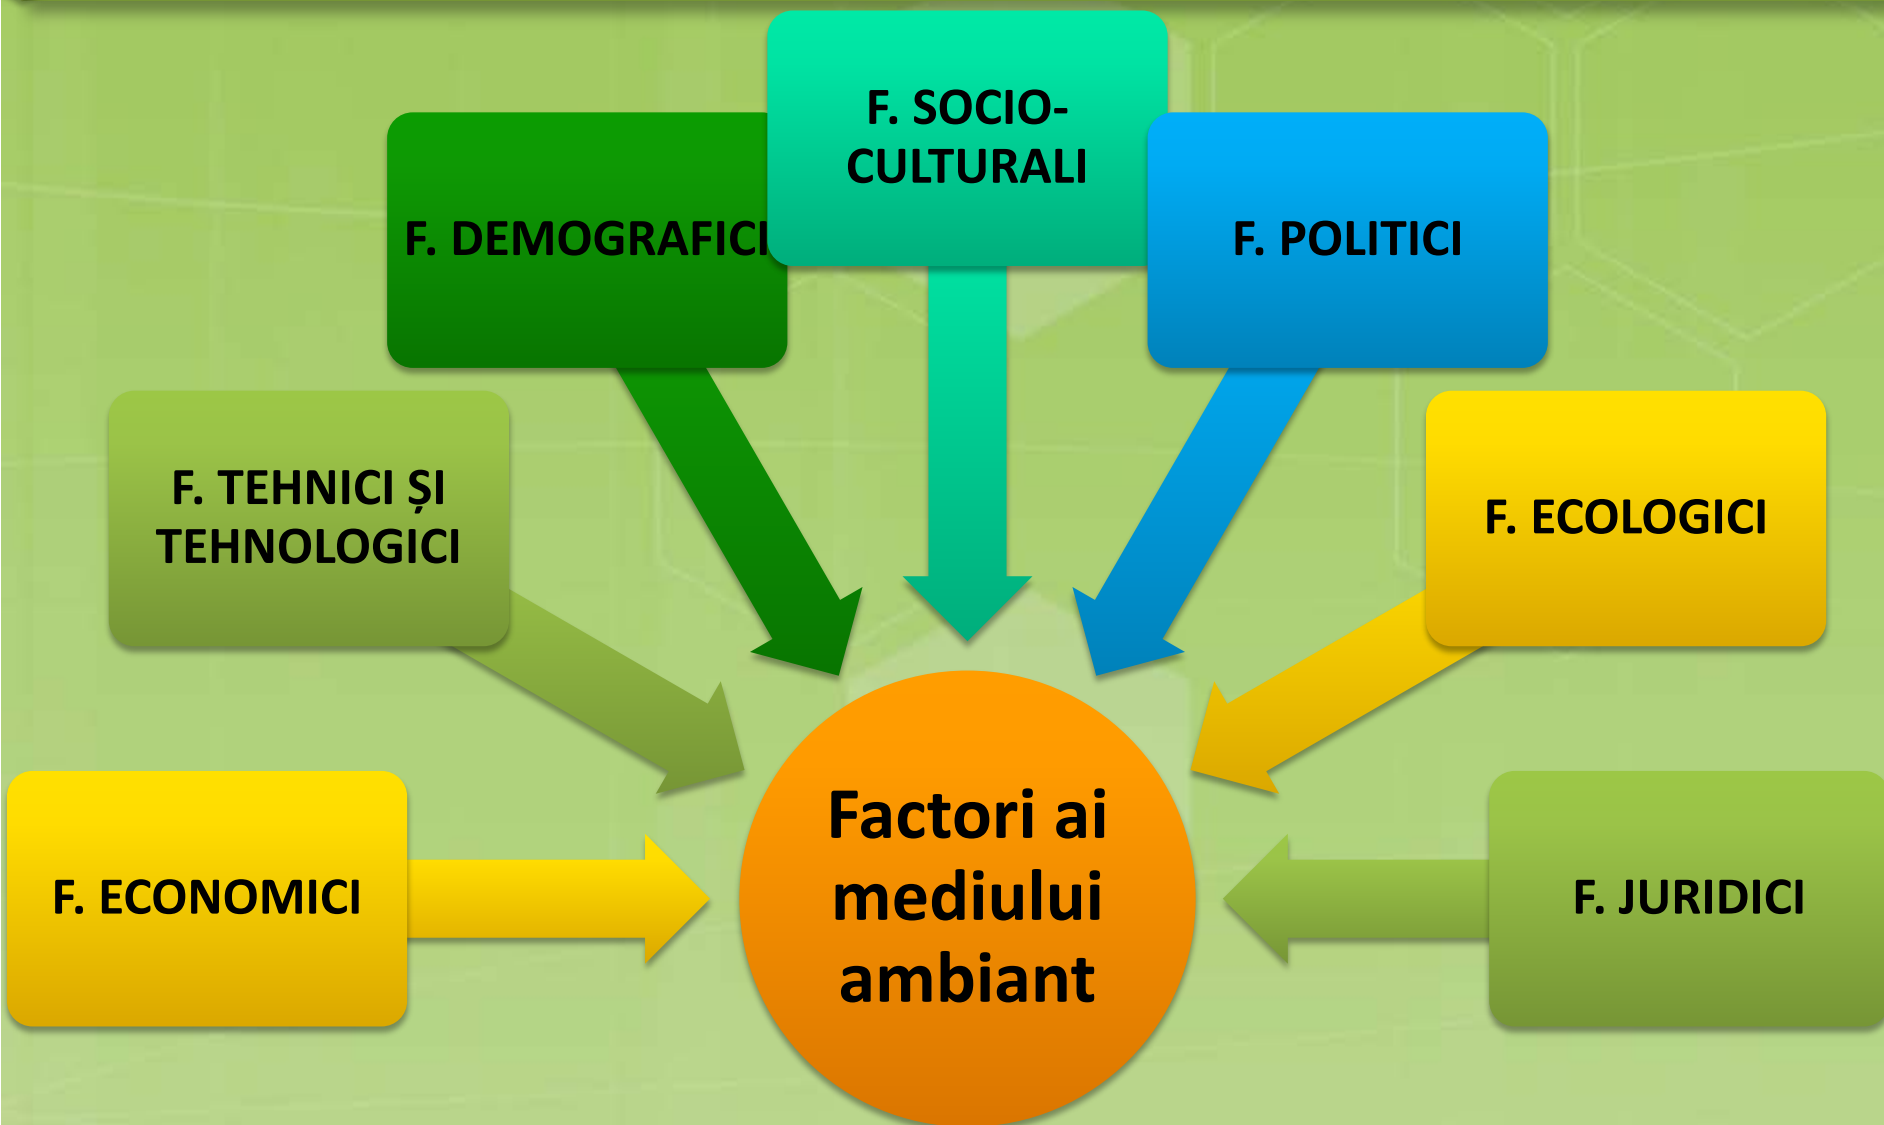 F. SOCIO-
CULTURALI
F. DEMOGRAFICI
F. POLITICI
F. TEHNICI ȘI
TEHNOLOGICI
F. ECOLOGICI
F. ECONOMICI
F. JURIDICI
Factori ai
mediului
ambiant